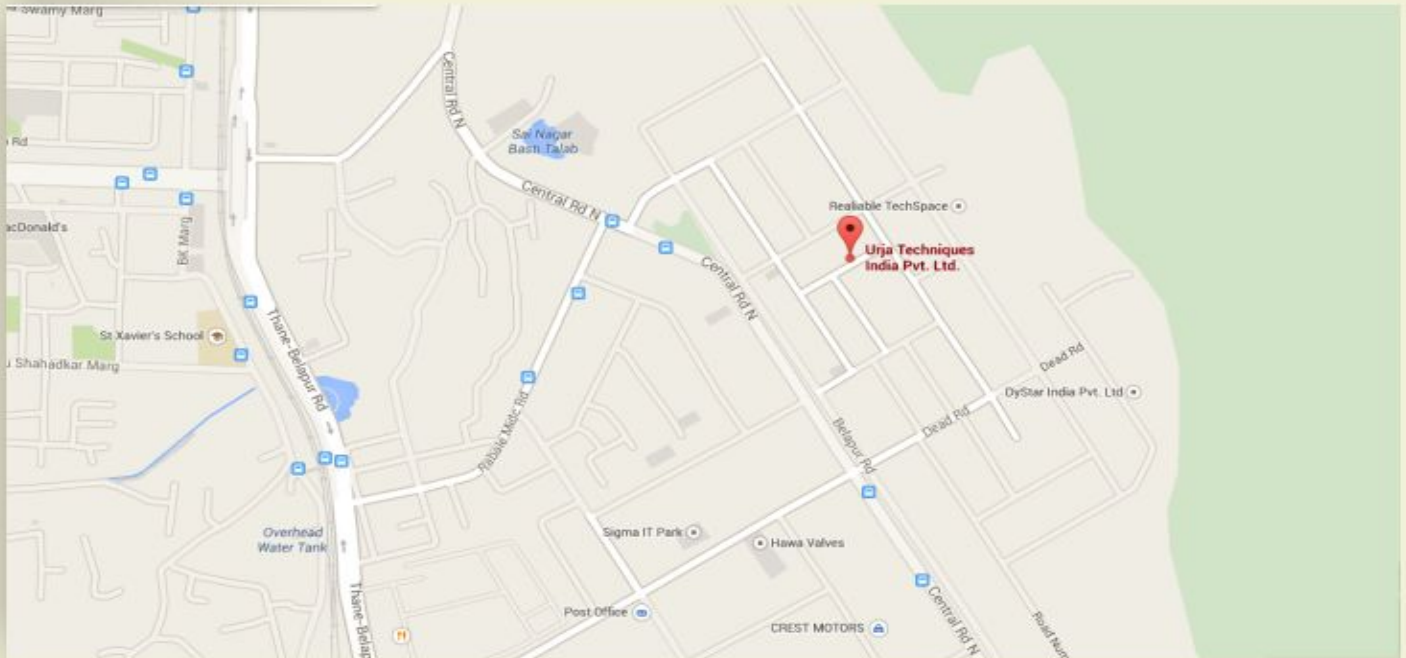 Swamy Marg
Central Rd N
Sai Nagar
Basti Talab
Rd
Central Rd N
Realiable TechSpace
acDonald's
BK Marg
Urja Techniques
India Pvt. Ltd.
Central Rd N
St Xavier's School
Thane-Belapur Rd
Shahadkar Marg
Dead Rd
DyStar India Pvt. Ltd
Rabale Midc Rd
Dead Rd
Belapur Rd
Overhead
Water Tank
Sigma IT Park
Hawa Valves
Thane-Belap
Post Office
CREST MOTORS
Central Rd N
Road Num